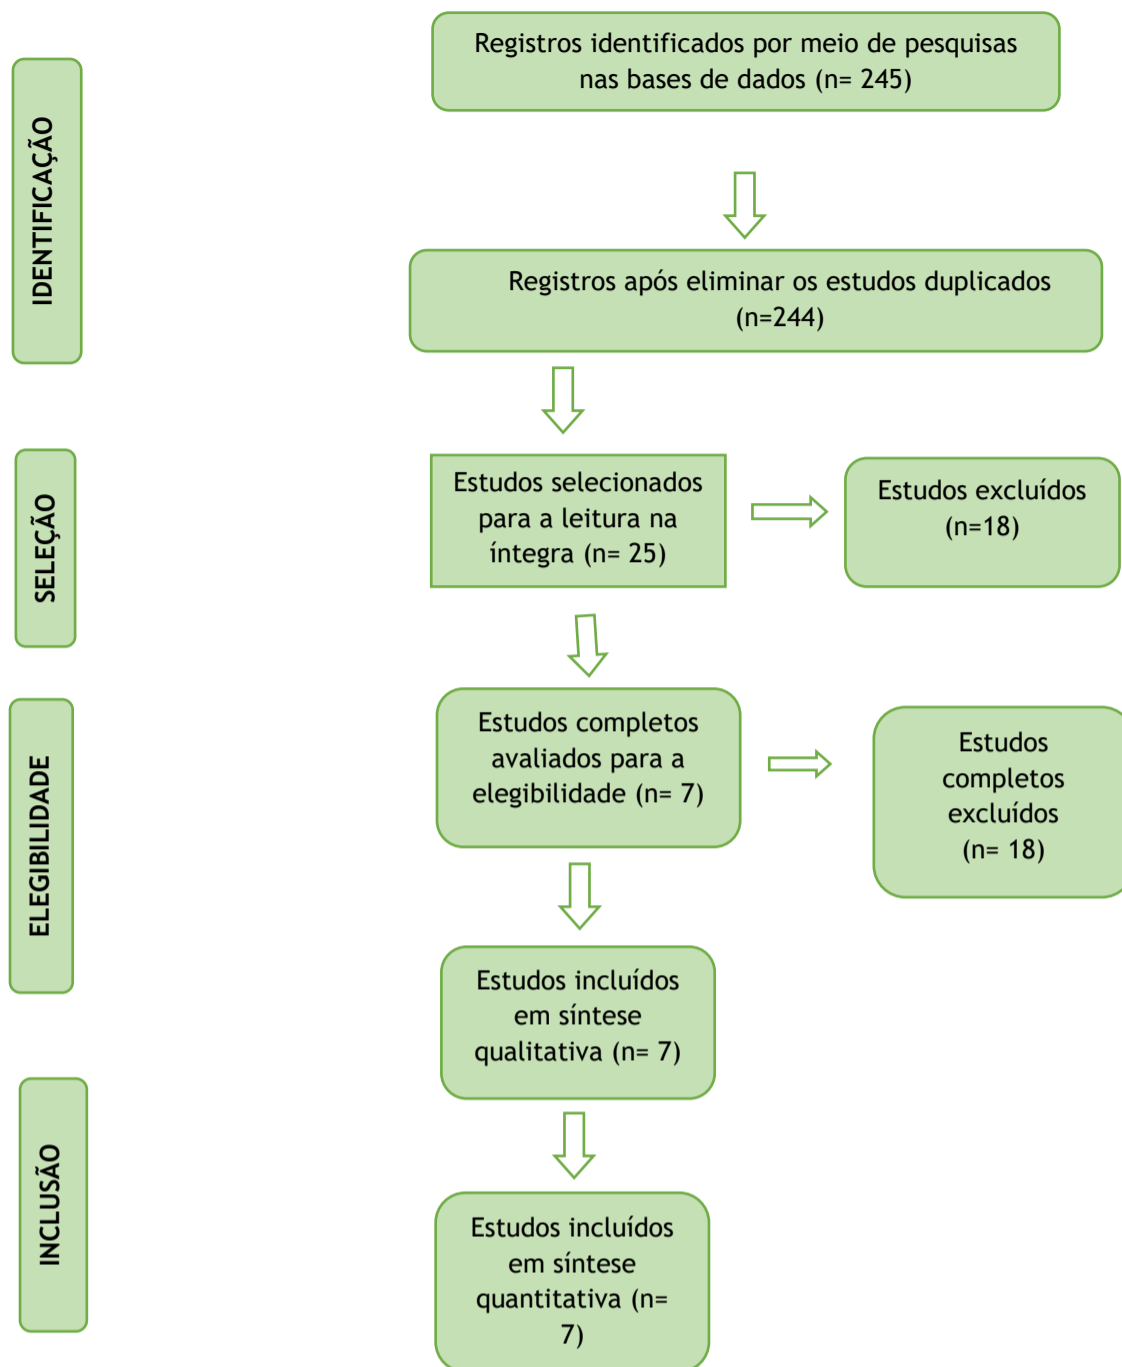 IDENTIFICAÇÃO
Registros identificados por meio de pesquisas
nas bases de dados (n= 245)
Registros após eliminar os estudos duplicados
(n=244)
SELEÇÃO
Estudos selecionados
para a leitura na
íntegra (n= 25)
Estudos excluídos
(n=18)
ELEGIBILIDADE
Estudos completos
avaliados para a
elegibilidade (n= 7)
Estudos
completos
excluídos
(n= 18)
Estudos incluídos
em síntese
qualitativa (n= 7)
INCLUSÃO
Estudos incluídos
em síntese
quantitativa (n=
7)